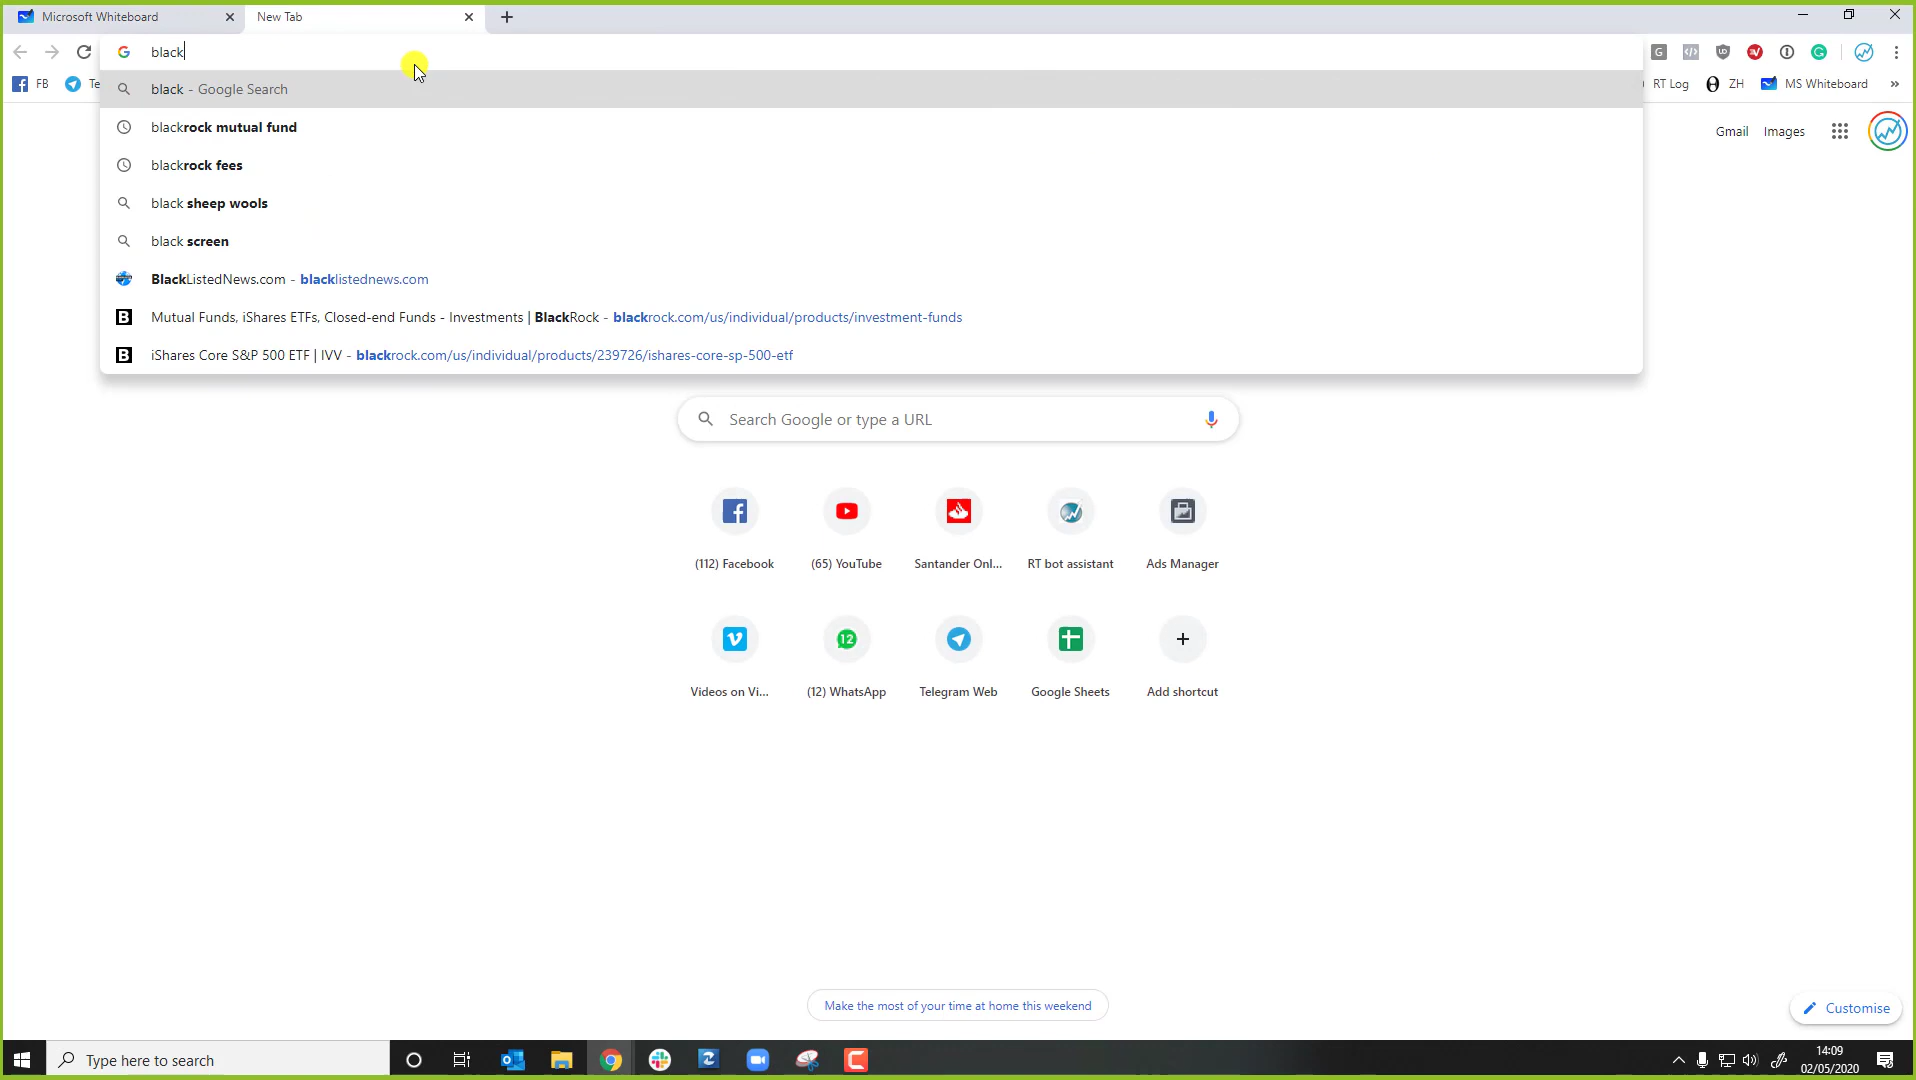 Microsoft Whiteboard
New Tab
black
FB
Te
RT Log
ZH
MS Whiteboard
»
black - Google Search
blackrock mutual fund
blackrock fees
black sheep wools
black screen
BlackListedNews.com - blacklistednews.com
Mutual Funds, iShares ETFs, Closed-end Funds - Investments | BlackRock - blackrock.com/us/individual/products/investment-funds
iShares Core S&P 500 ETF | IVV - blackrock.com/us/individual/products/239726/ishares-core-sp-500-etf
Gmail Images
Search Google or type a URL
(112) Facebook
(65) YouTube
Santander Onl...
RT bot assistant
Ads Manager
12
Videos on Vi...
(12) WhatsApp
Telegram Web
Google Sheets
Add shortcut
Make the most of your time at home this weekend
Customise
Type here to search
14:09
02/05/2020